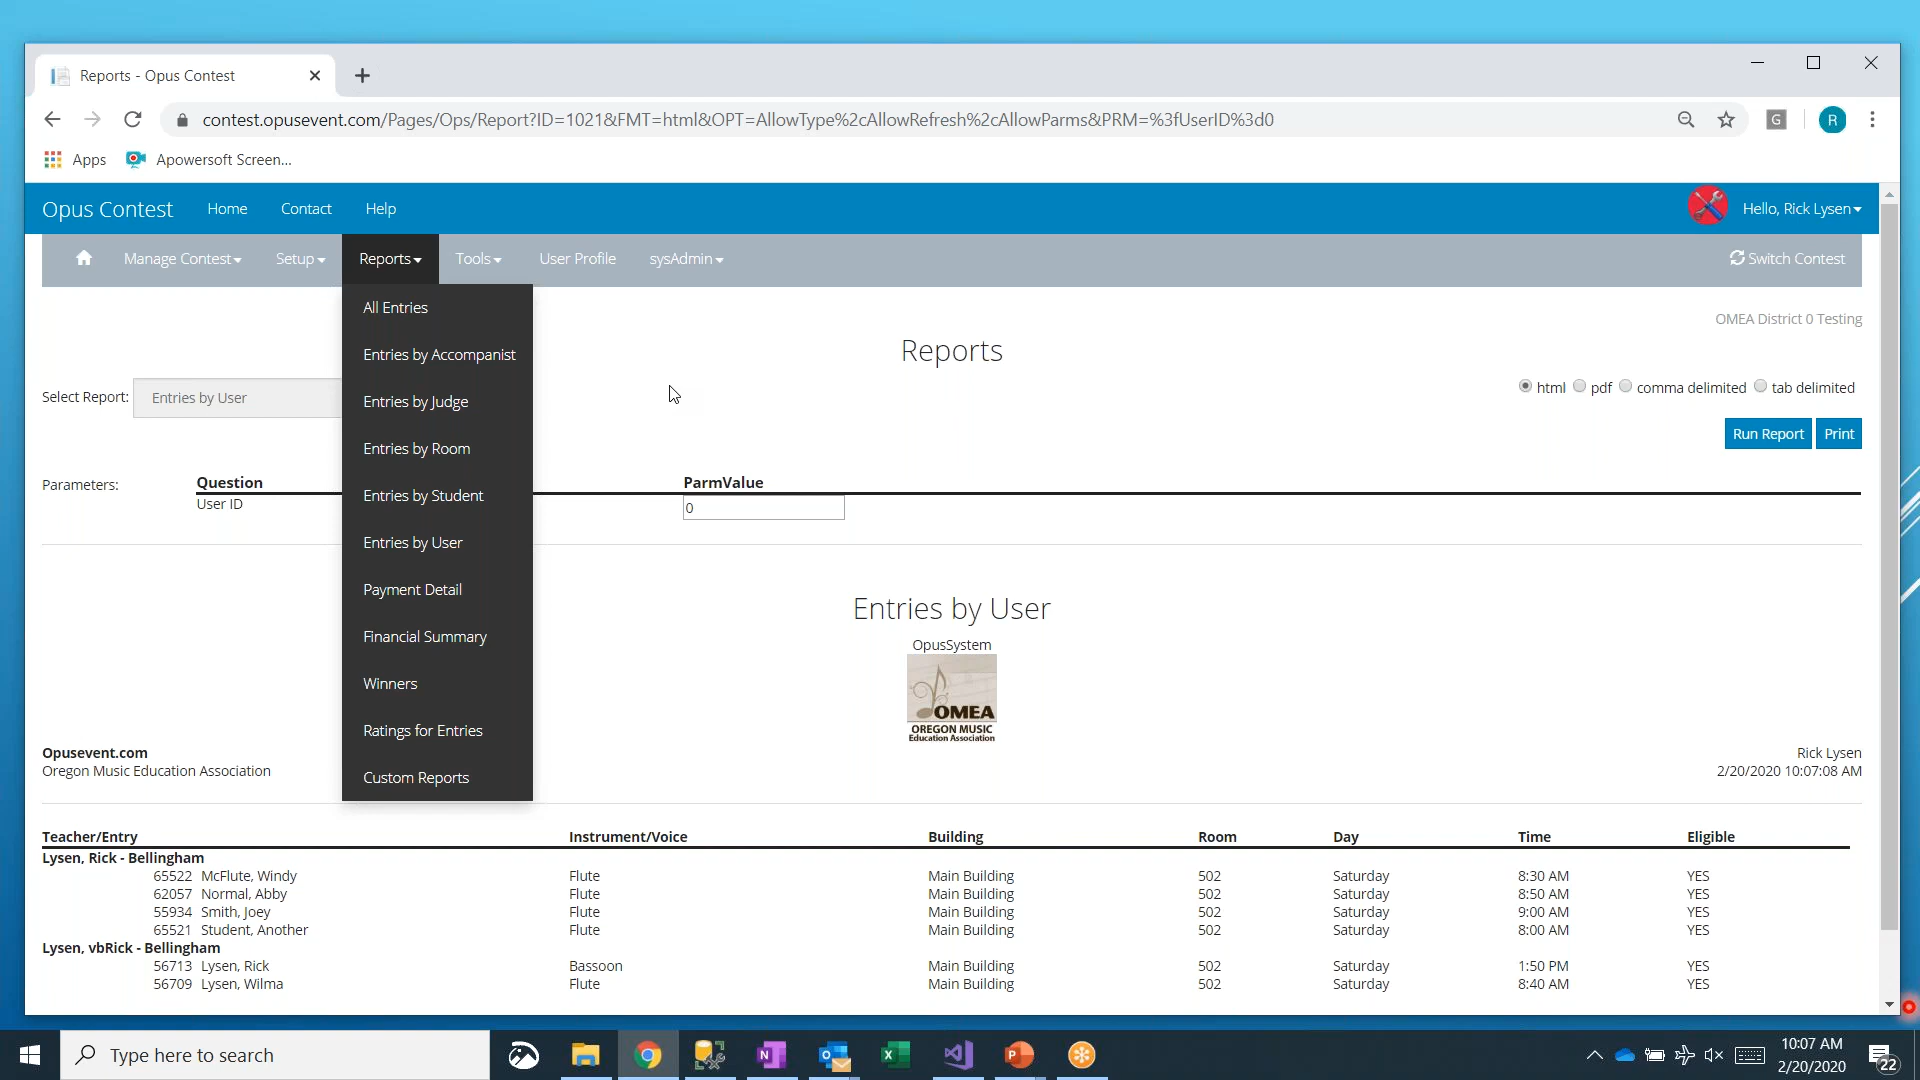 Reports - Opus Contest
contest.opusevent.com/Pages/Ops/Report?ID=1021&FMT=html&OPT=AllowType%2cAllowRefresh%2cAllowParms&PRM=%3fUserID%3d0
G
R
Apps
Apowersoft Screen...
Opus Contest Home Contact Help Hello, Rick Lysen
Manage Contest Setup Reports Tools User Profile sysAdmin Switch Contest
All Entries
Entries by Accompanist
Entries by Judge
Entries by Room
Entries by Student
Entries by User
Payment Detail
Financial Summary
Winners
Ratings for Entries
Custom Reports
OMEA District 0 Testing
Reports
Select Report: Entries by User
html pdf comma delimited tab delimited
Run Report Print
Parameters: Question ParmValue
User ID 0
Entries by User
OpusSystem
OMEA
OREGON MUSIC
Education Association
Opusevent.com Rick Lysen
Oregon Music Education Association 2/20/2020 10:07:08 AM
Teacher/Entry Instrument/Voice Building Room Day Time Eligible
Lysen, Rick - Bellingham
65522 McFlute, Windy Flute Main Building 502 Saturday 8:30 AM YES
62057 Normal, Abby Flute Main Building 502 Saturday 8:50 AM YES
55934 Smith, Joey Flute Main Building 502 Saturday 9:00 AM YES
65521 Student, Another Flute Main Building 502 Saturday 8:00 AM YES
Lysen, vbRick - Bellingham
56713 Lysen, Rick Bassoon Main Building 502 Saturday 1:50 PM YES
56709 Lysen, Wilma Flute Main Building 502 Saturday 8:40 AM YES
Type here to search
N
X
P
10:07 AM
2/20/2020
22